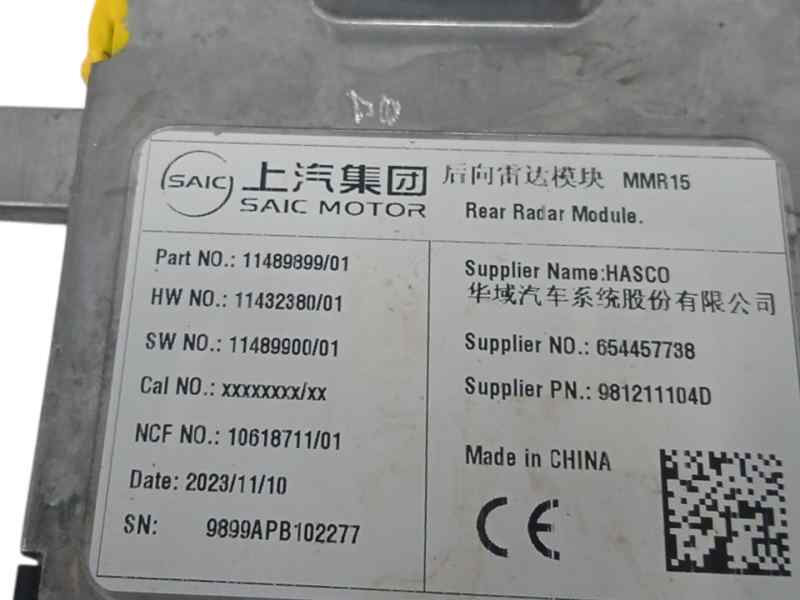 SAIC 上汽集团
SAIC MOTOR
后向雷达模块 MMR15
Rear Radar Module.
Part NO.: 11489899/01
HW NO.: 11432380/01
SW NO.: 11489900/01
Cal NO.: xxxxxxxx/xx
NCF NO.: 10618711/01
Date: 2023/11/10
SN: 9899APB102277
Supplier Name:HASCO
华域汽车系统股份有限公司
Supplier NO.: 654457738
Supplier PN.: 981211104D
Made in CHINA
CE